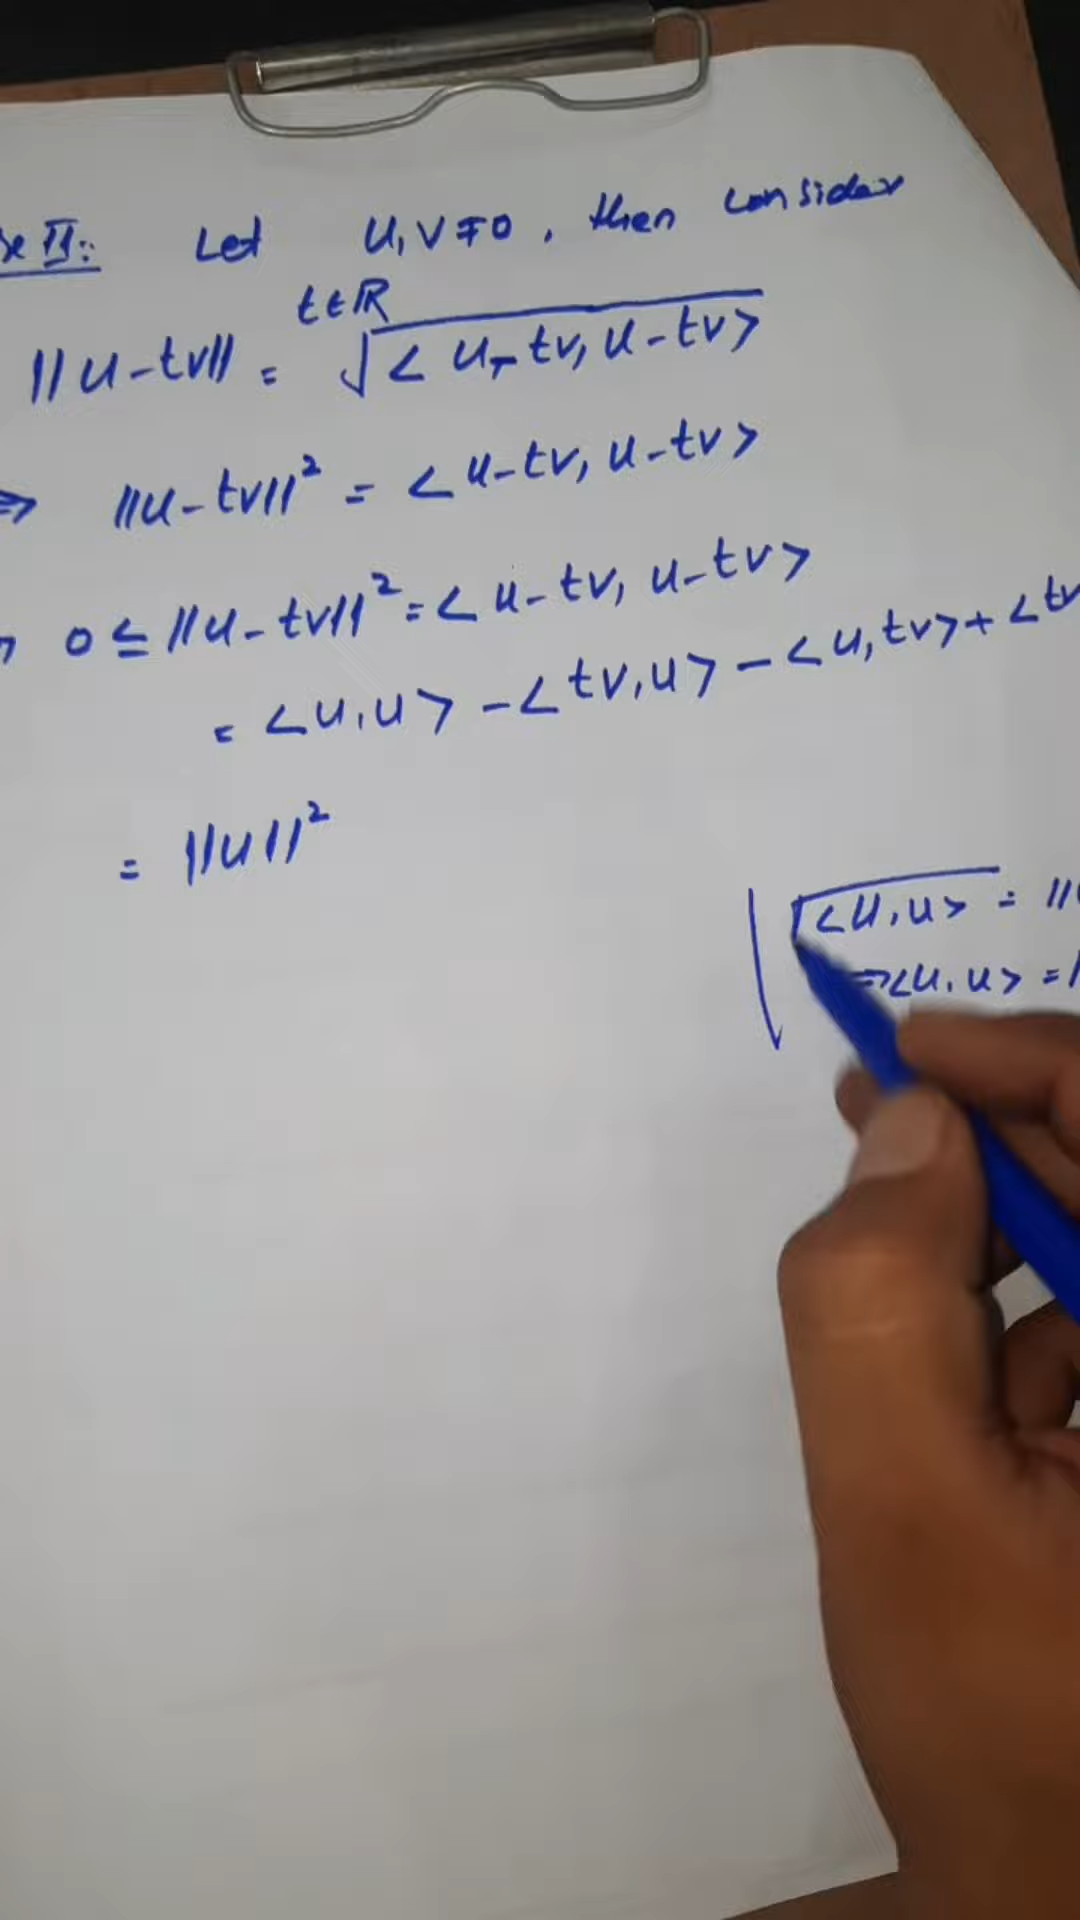 se II: Let u, v ≠ 0, then consider
t∈ℝ
||u-tv|| = √<u-tv, u-tv>
⇒ ||u-tv||² = <u-tv, u-tv>
⇒ 0 ≤ ||u-tv||² = <u-tv, u-tv>
= <u,u> - <tv,u> - <u,tv> + <tv
= ||u||²
√<u,u> = ||
⇒ <u,u> = |